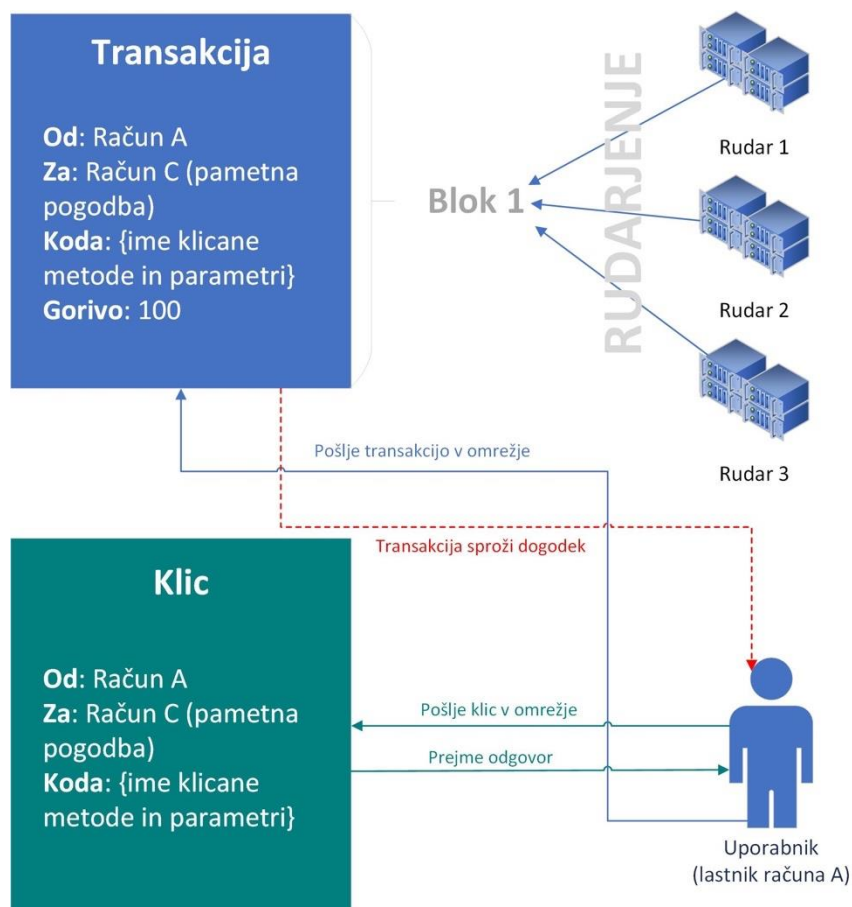 Transakcija
Od: Račun A
Za: Račun C (pametna
pogodba)
Koda: {ime klicane
metode in parametri}
Gorivo: 100
Blok 1
RUDARJENJE
Rudar 1
Rudar 2
Rudar 3
Pošlje transakcijo v omrežje
Transakcija sproži dogodek
Klic
Od: Račun A
Za: Račun C (pametna
pogodba)
Koda: {ime klicane
metode in parametri}
Pošlje klic v omrežje
Prejme odgovor
Uporabnik
(lastnik računa A)